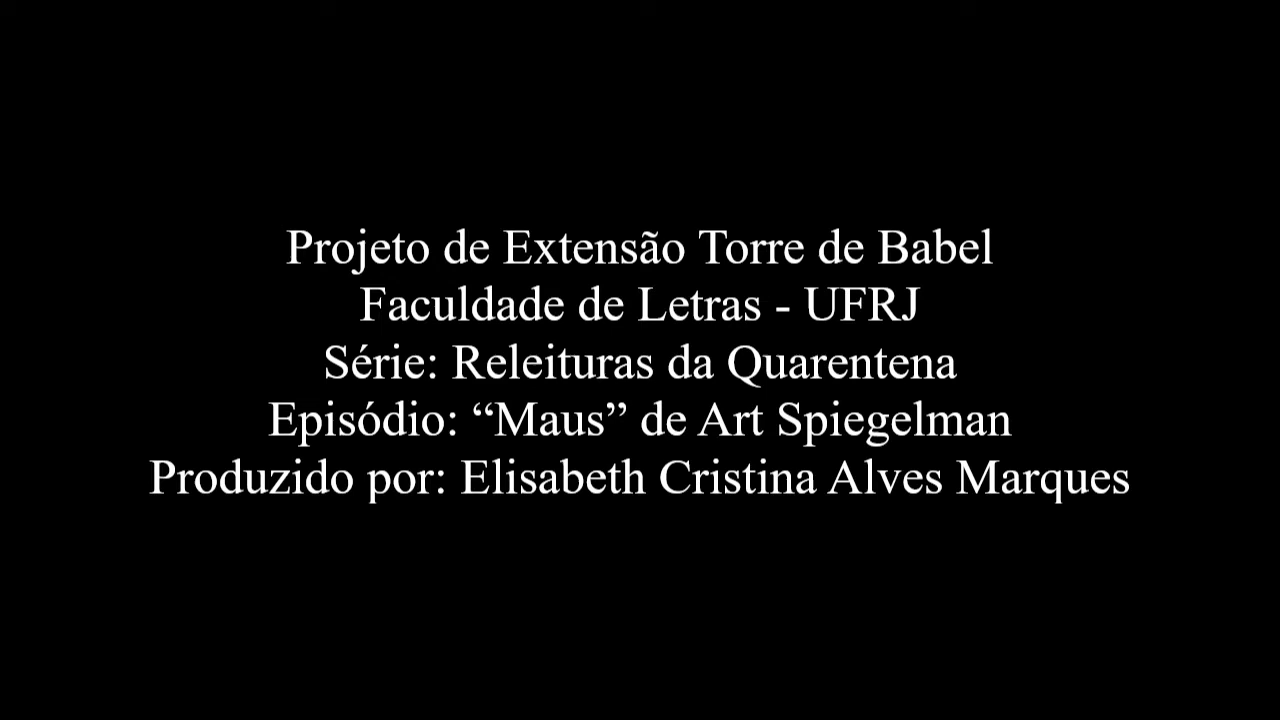 Projeto de Extensão Torre de Babel
Faculdade de Letras - UFRJ
Série: Releituras da Quarentena
Episódio: “Maus” de Art Spiegelman
Produzido por: Elisabeth Cristina Alves Marques